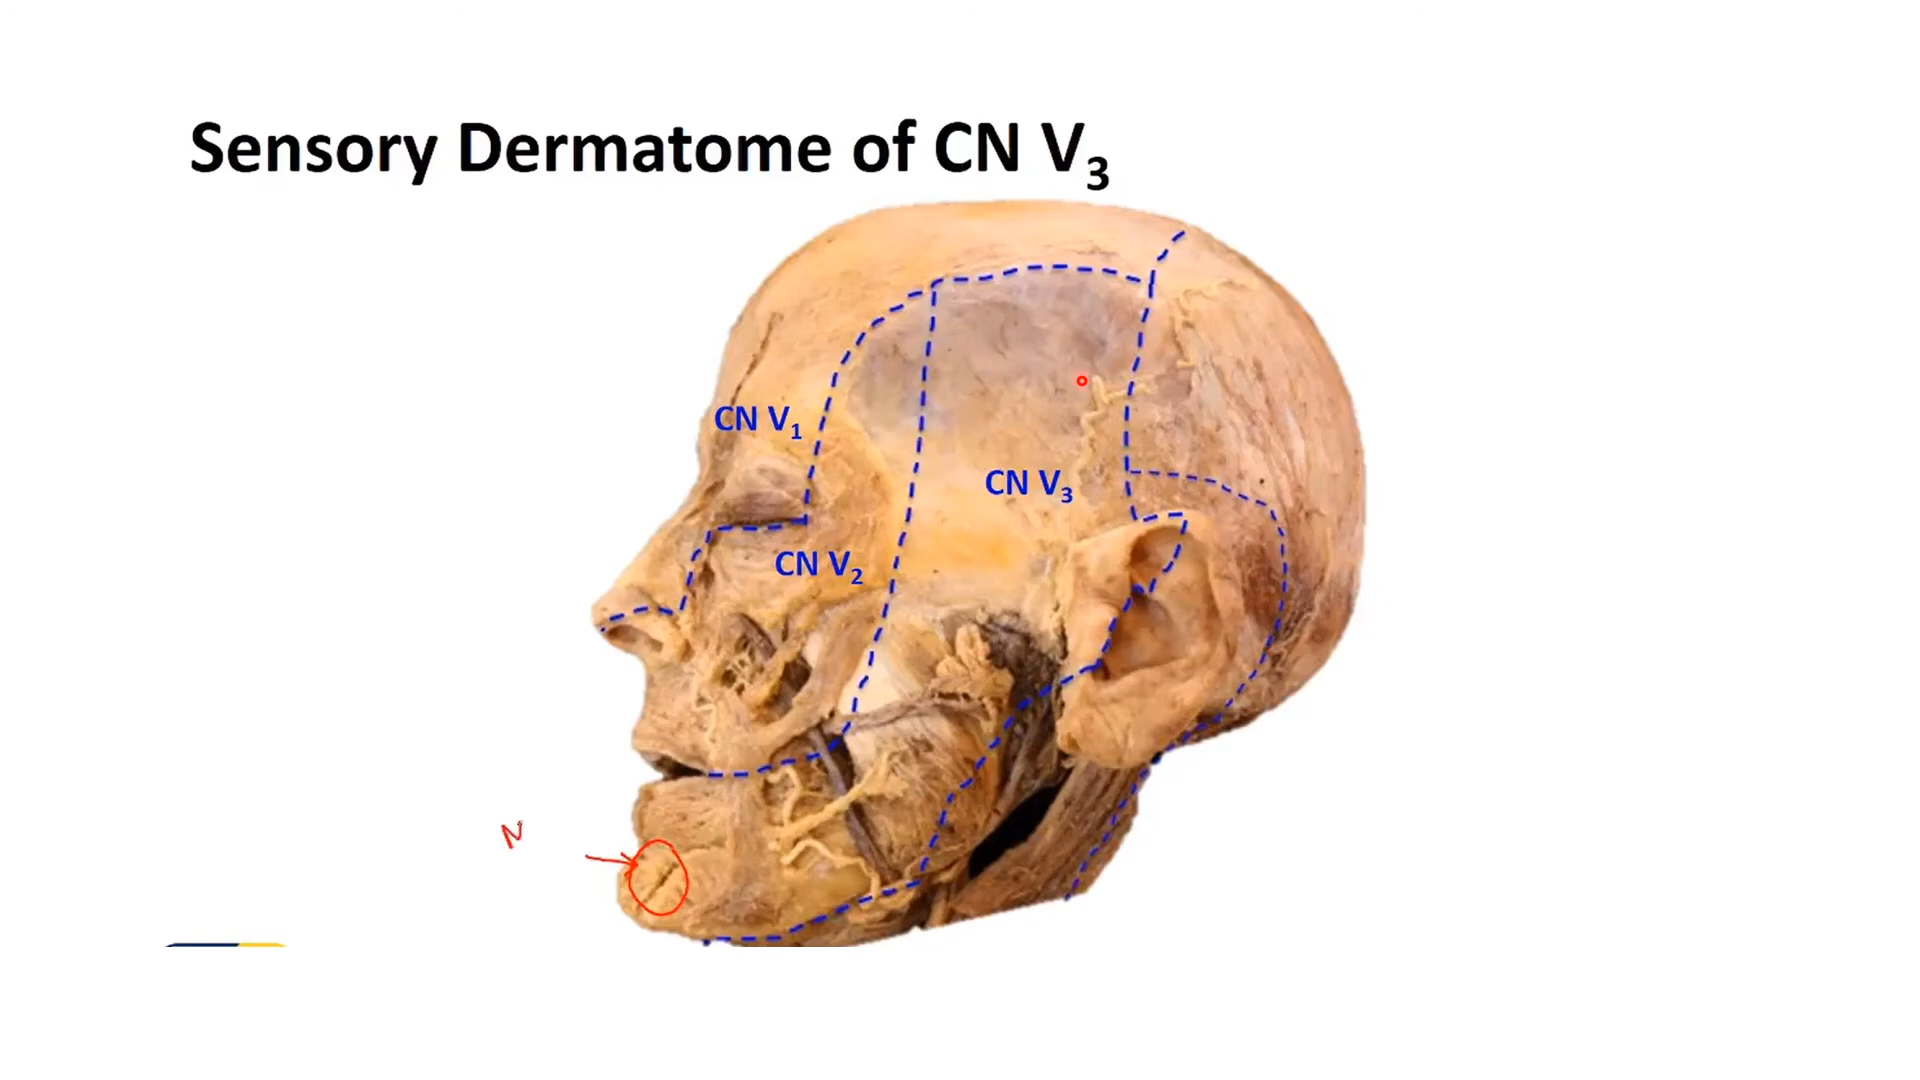 Sensory Dermatome of CN V₃
CN V₁
CN V₃
CN V₂
N